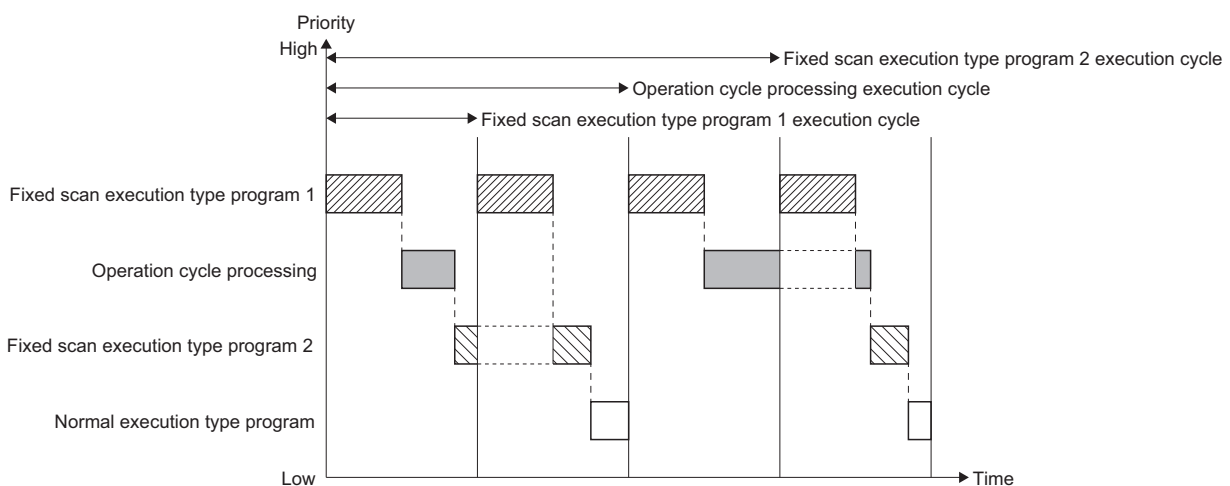 Priority
High
Fixed scan execution type program 2 execution cycle
Operation cycle processing execution cycle
Fixed scan execution type program 1 execution cycle
Fixed scan execution type program 1
Operation cycle processing
Fixed scan execution type program 2
Normal execution type program
Low
Time